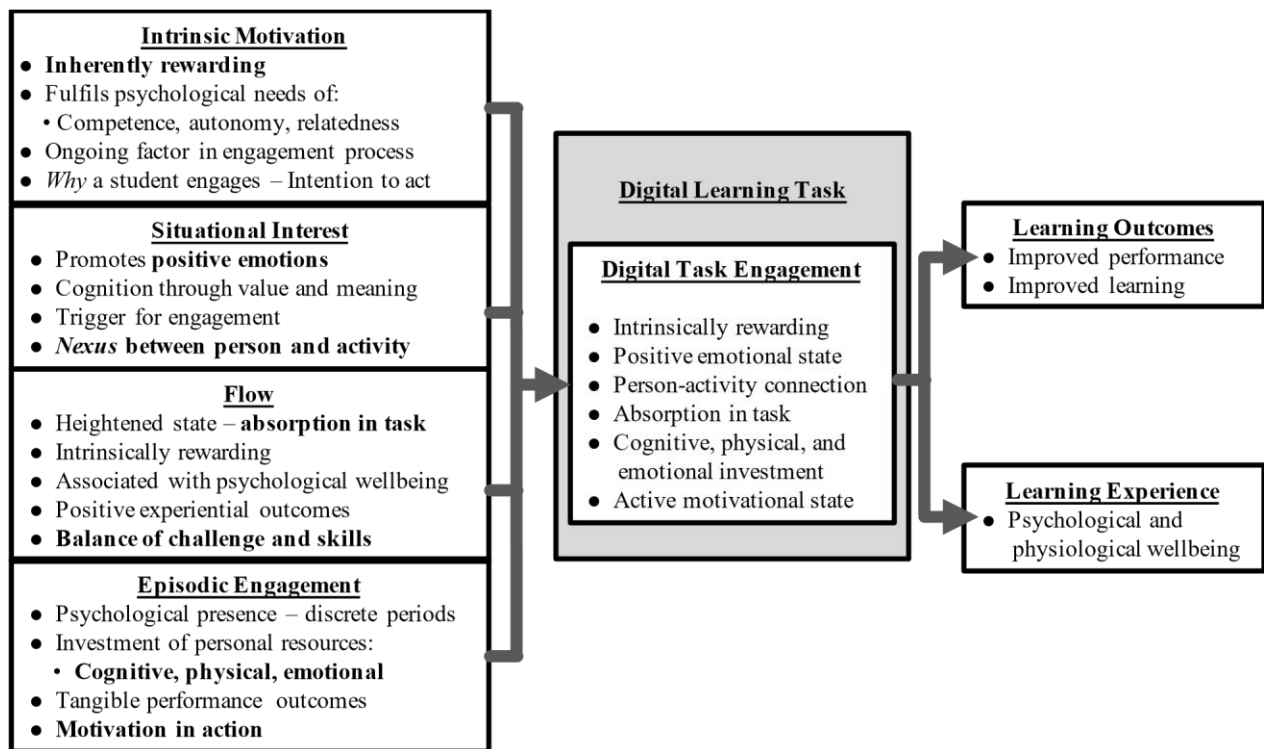 Intrinsic Motivation
● Inherently rewarding
● Fulfils psychological needs of:
• Competence, autonomy, relatedness
● Ongoing factor in engagement process
● Why a student engages – Intention to act
Situational Interest
● Promotes positive emotions
● Cognition through value and meaning
● Trigger for engagement
● Nexus between person and activity
Flow
● Heightened state – absorption in task
● Intrinsically rewarding
● Associated with psychological wellbeing
● Positive experiential outcomes
● Balance of challenge and skills
Episodic Engagement
● Psychological presence – discrete periods
● Investment of personal resources:
• Cognitive, physical, emotional
● Tangible performance outcomes
● Motivation in action
Digital Learning Task
Digital Task Engagement
● Intrinsically rewarding
● Positive emotional state
● Person-activity connection
● Absorption in task
● Cognitive, physical, and
emotional investment
● Active motivational state
Learning Outcomes
● Improved performance
● Improved learning
Learning Experience
● Psychological and
physiological wellbeing